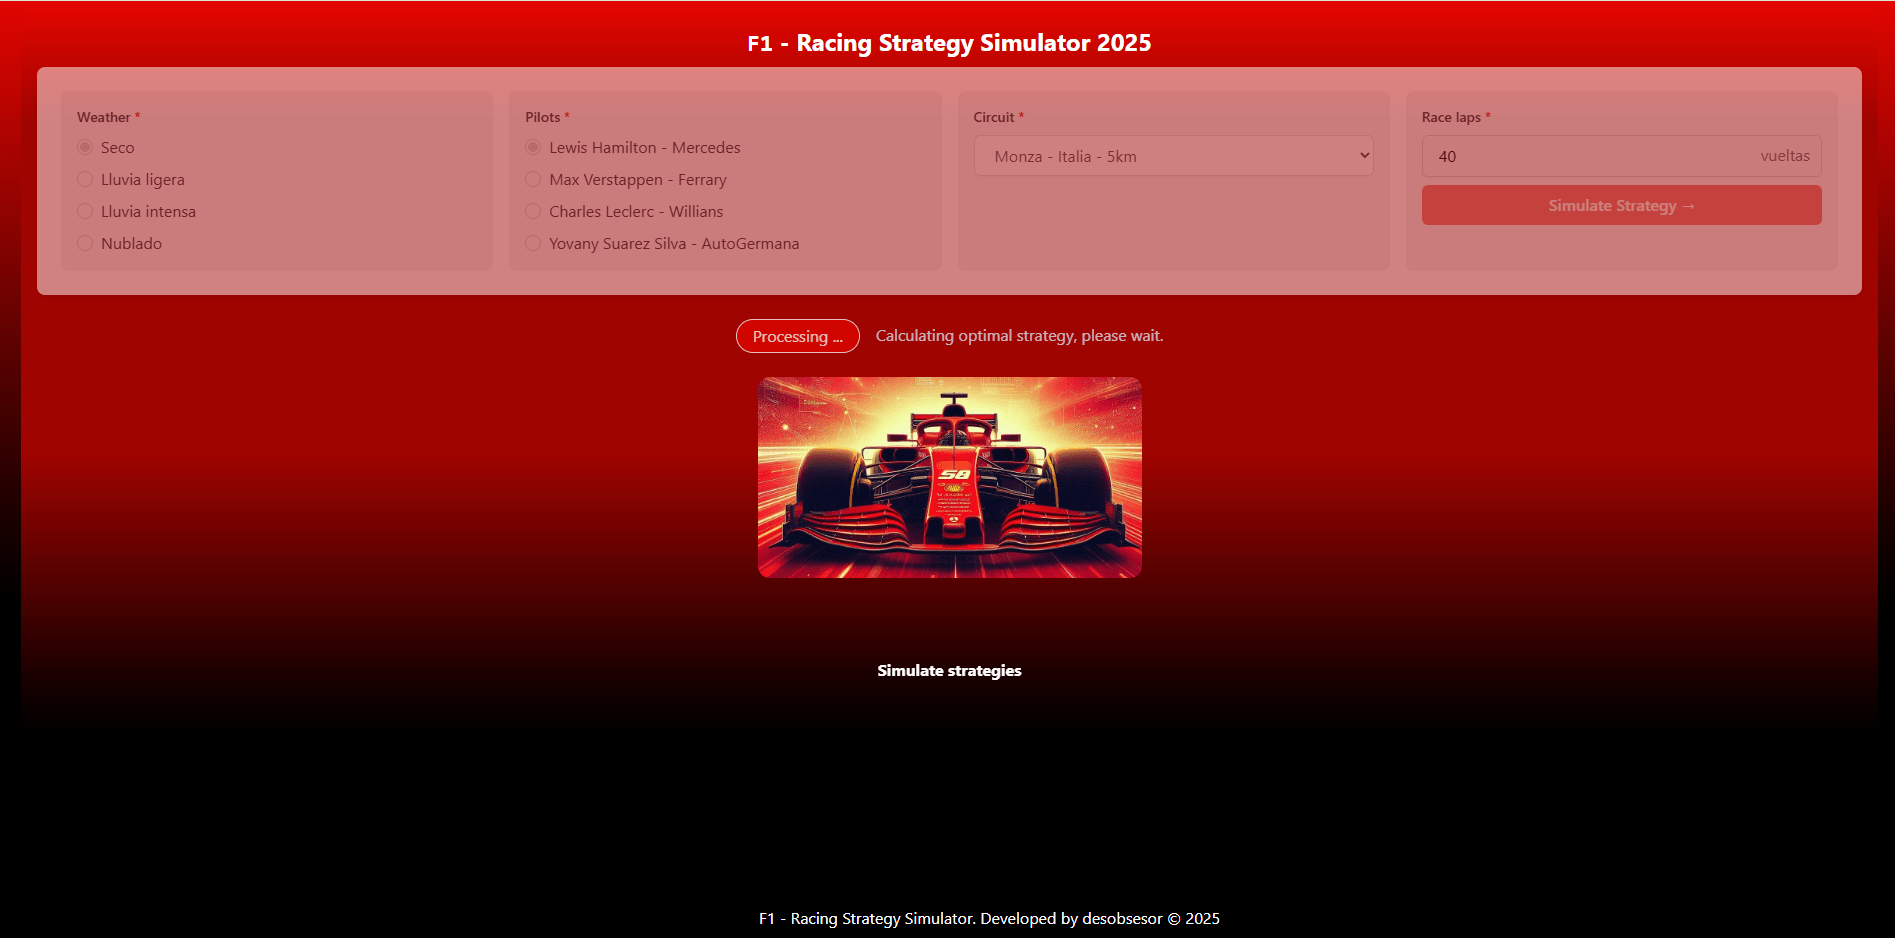 F1 - Racing Strategy Simulator 2025
Weather *
Seco
Lluvia ligera
Lluvia intensa
Nublado
Pilots *
Lewis Hamilton - Mercedes
Max Verstappen - Ferrary
Charles Leclerc - Willians
Yovany Suarez Silva - AutoGermana
Circuit *
Monza - Italia - 5km
Race laps *
40 vueltas
Simulate Strategy →
Processing ... Calculating optimal strategy, please wait.
58
Simulate strategies
F1 - Racing Strategy Simulator. Developed by desobsesor © 2025